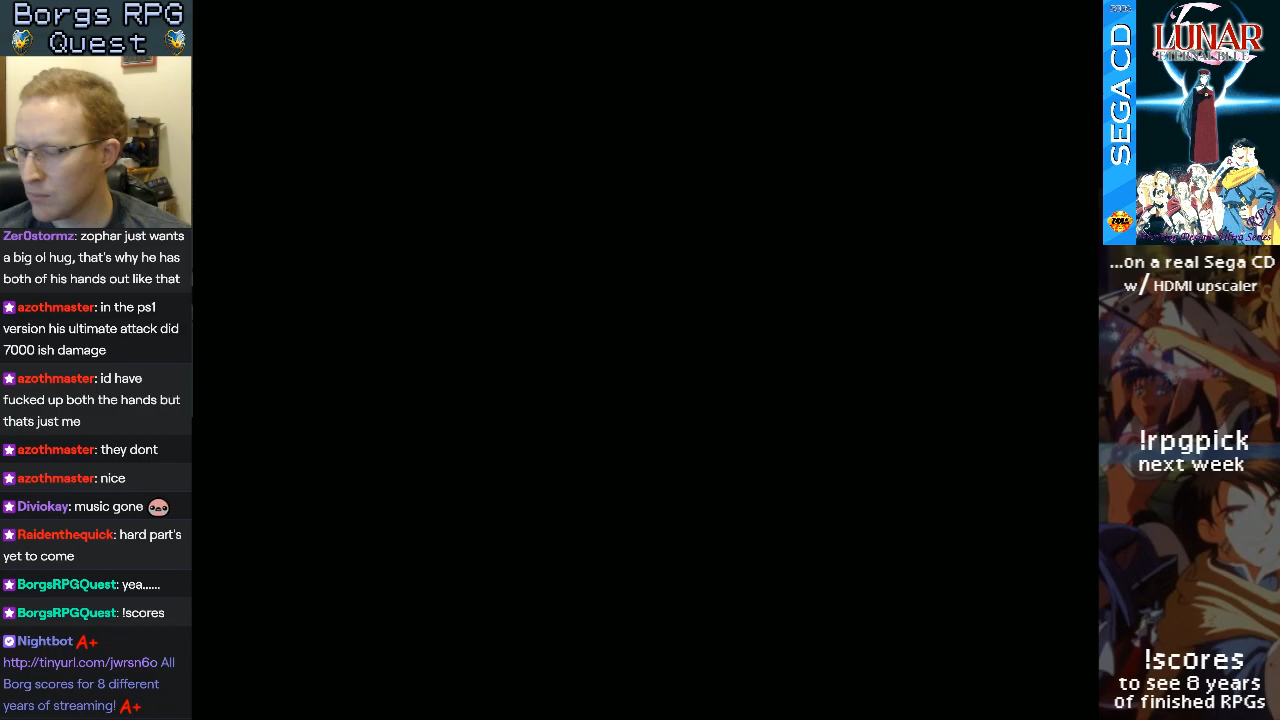 Borgs RPG
Quest
Zer0stormz: zophar just wants
a big ol hug, that's why he has
both of his hands out like that
azothmaster: in the ps1
version his ultimate attack did
7000 ish damage
azothmaster: id have
fucked up both the hands but
thats just me
azothmaster: they dont
azothmaster: nice
Diviokay: music gone
Raidenthequick: hard part's
yet to come
BorgsRPGQuest: yea......
BorgsRPGQuest: !scores
Nightbot A+
http://tinyurl.com/jwrsn6o All
Borg scores for 8 different
years of streaming! A+
SEGA CD
LUNAR
ETERNAL BLUE
RPG
...on a real Sega CD
w/ HDMI upscaler
!rpgpick
next week
!scores
to see 8 years
of finished RPGs